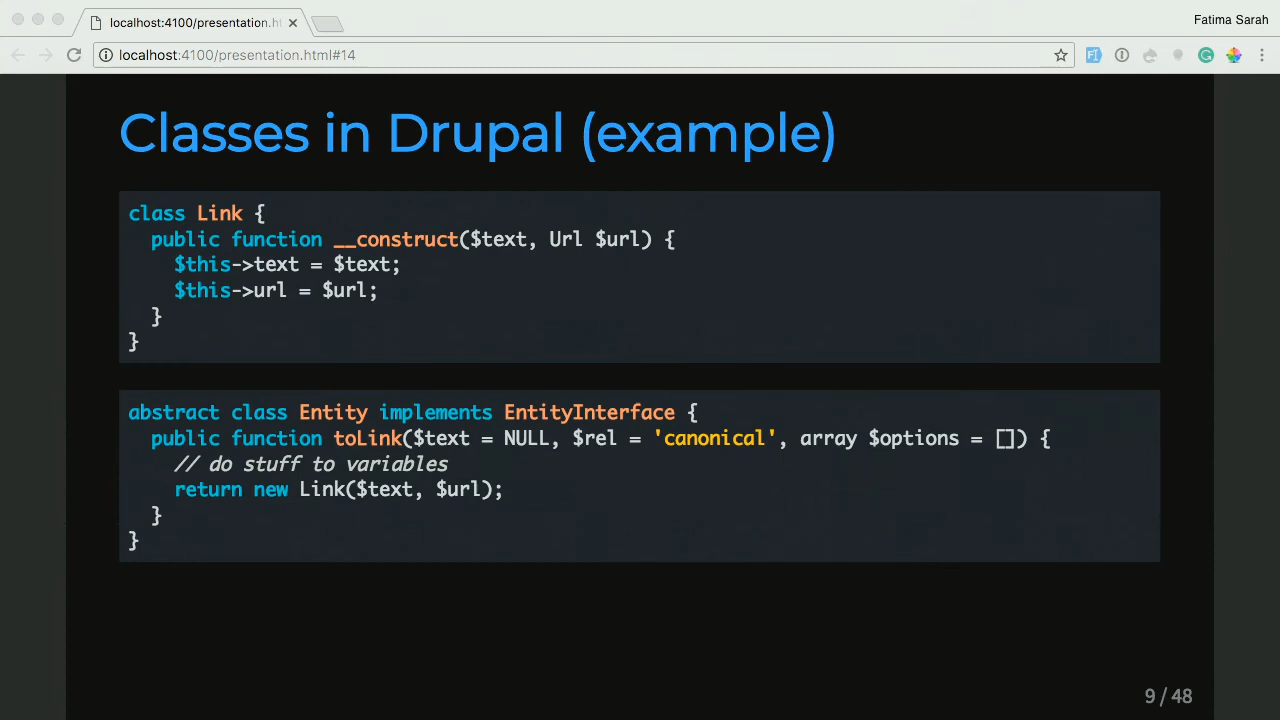 localhost:4100/presentation.ht
Fatima Sarah
localhost:4100/presentation.html#14
Classes in Drupal (example)
class Link {
  public function __construct($text, Url $url) {
    $this->text = $text;
    $this->url = $url;
  }
}
abstract class Entity implements EntityInterface {
  public function toLink($text = NULL, $rel = 'canonical', array $options = []) {
    // do stuff to variables
    return new Link($text, $url);
  }
}
9 / 48